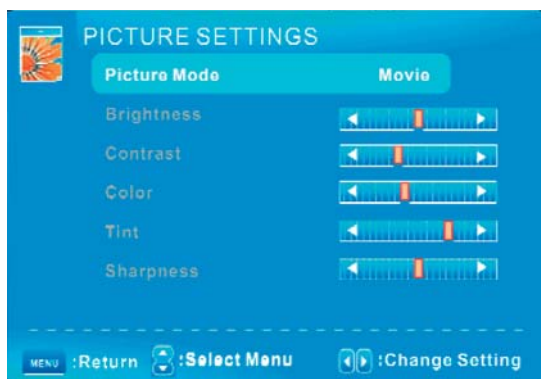 PICTURE SETTINGS
Picture Mode Movie
Brightness
Contrast
Color
Tint
Sharpness
MENU :Return :Select Menu :Change Setting